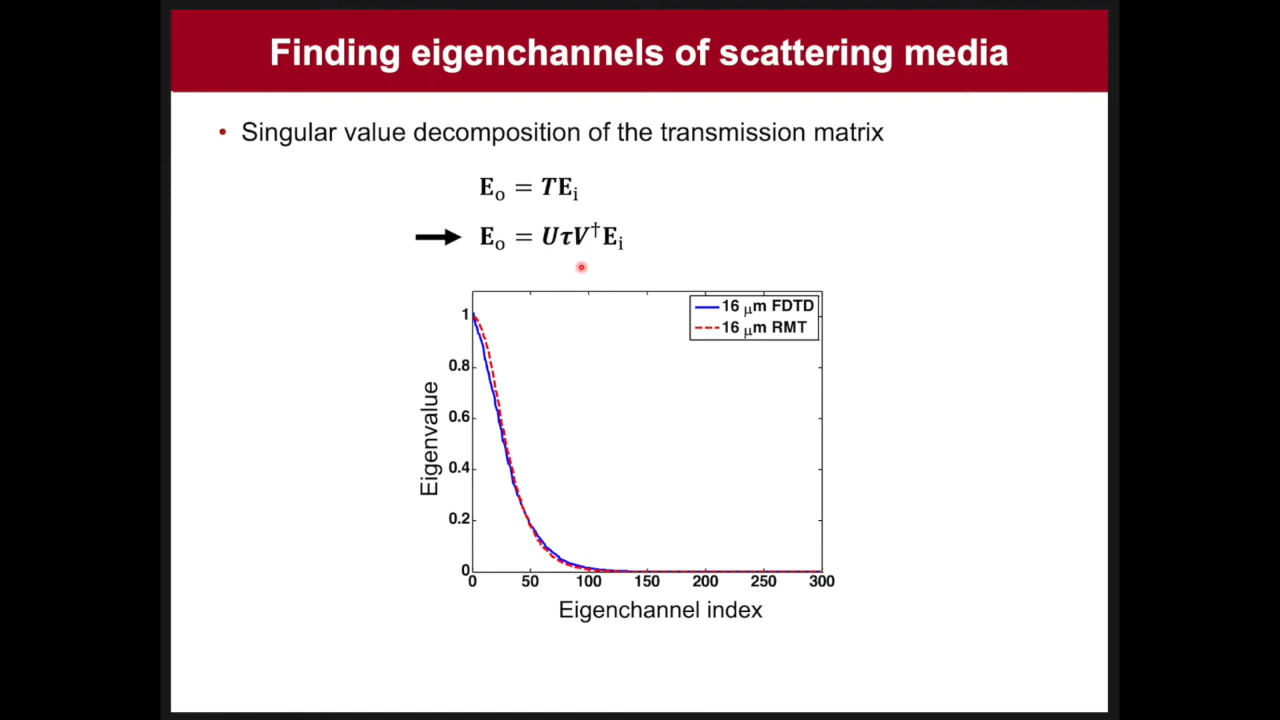 Finding eigenchannels of scattering media
• Singular value decomposition of the transmission matrix
𝐄ₒ = 𝑻𝐄ᵢ
𝐄ₒ = 𝑼𝝉𝑽†𝐄ᵢ
16 μm FDTD
16 μm RMT
1
0.8
0.6
0.4
0.2
0
Eigenvalue
0 50 100 150 200 250 300
Eigenchannel index